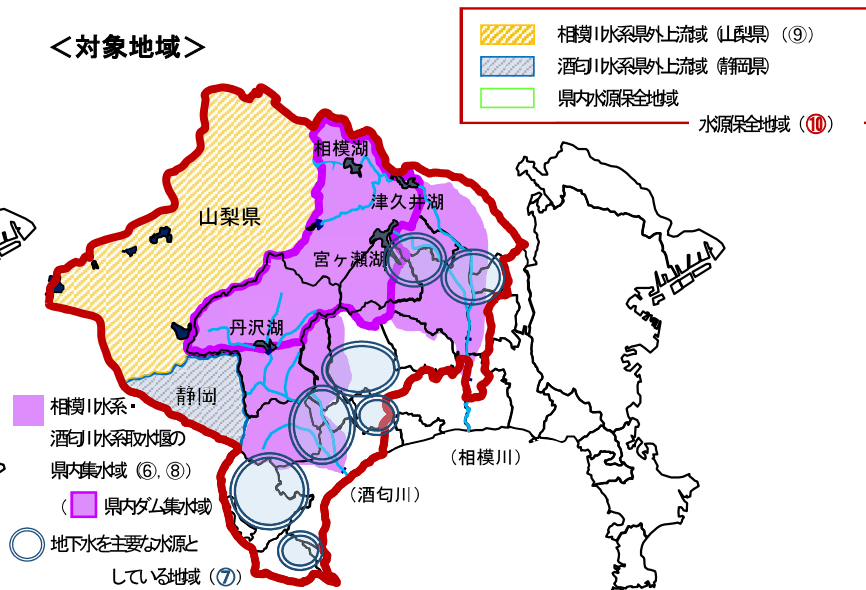 ＜対象地域＞
相模川水系県外上流域（山梨県）（⑨）
酒匂川水系県外上流域（静岡県）
県内水源保全地域
水源保全地域（⑩）
相模湖
津久井湖
山梨県
宮ヶ瀬湖
丹沢湖
静岡
相模川水系・
酒匂川水系取水堰の
県内集水域（⑥，⑧）
（県内ダム集水域）
地下水を主要な水源と
している地域（⑦）
（相模川）
（酒匂川）